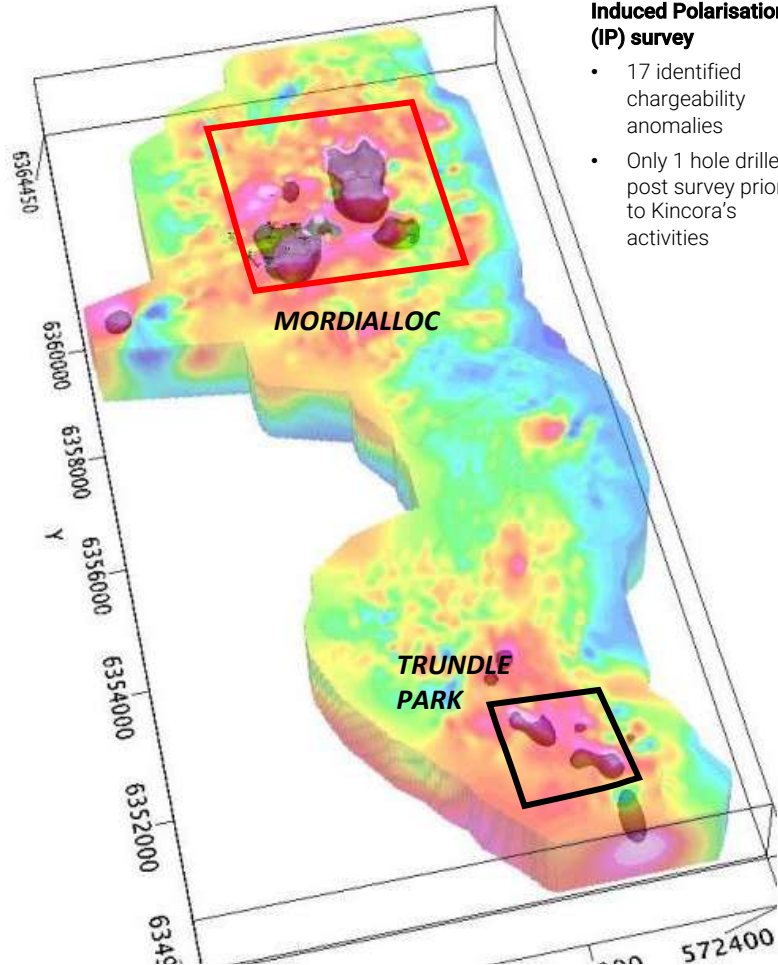 Induced Polarisation
(IP) survey
• 17 identified
chargeability
anomalies
• Only 1 hole drille
post survey prior
to Kincora's
activities
6364450
MORDIALLOC
6360000
6358000
Y
6356000
TRUNDLE
PARK
6354000
6352000
572400